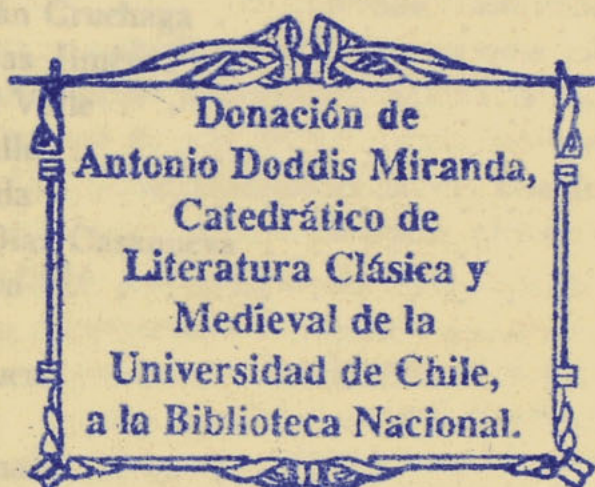 Donación de
Antonio Doddis Miranda,
Catedrático de
Literatura Clásica y
Medieval de la
Universidad de Chile,
a la Biblioteca Nacional.